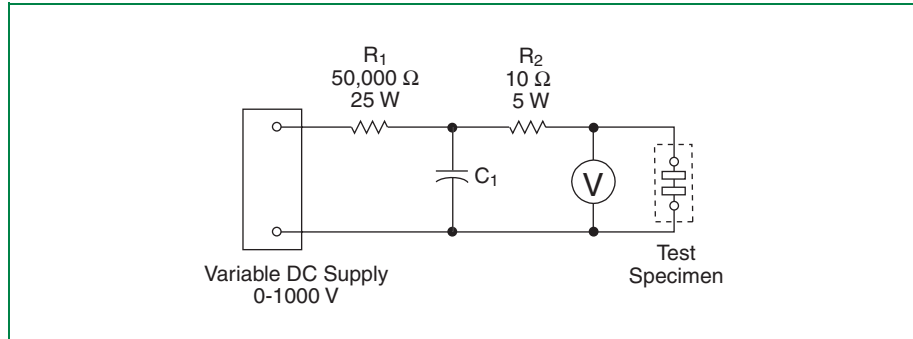 R₁
50,000 Ω
25 W
R₂
10 Ω
5 W
C₁
V
Variable DC Supply
0-1000 V
Test
Specimen